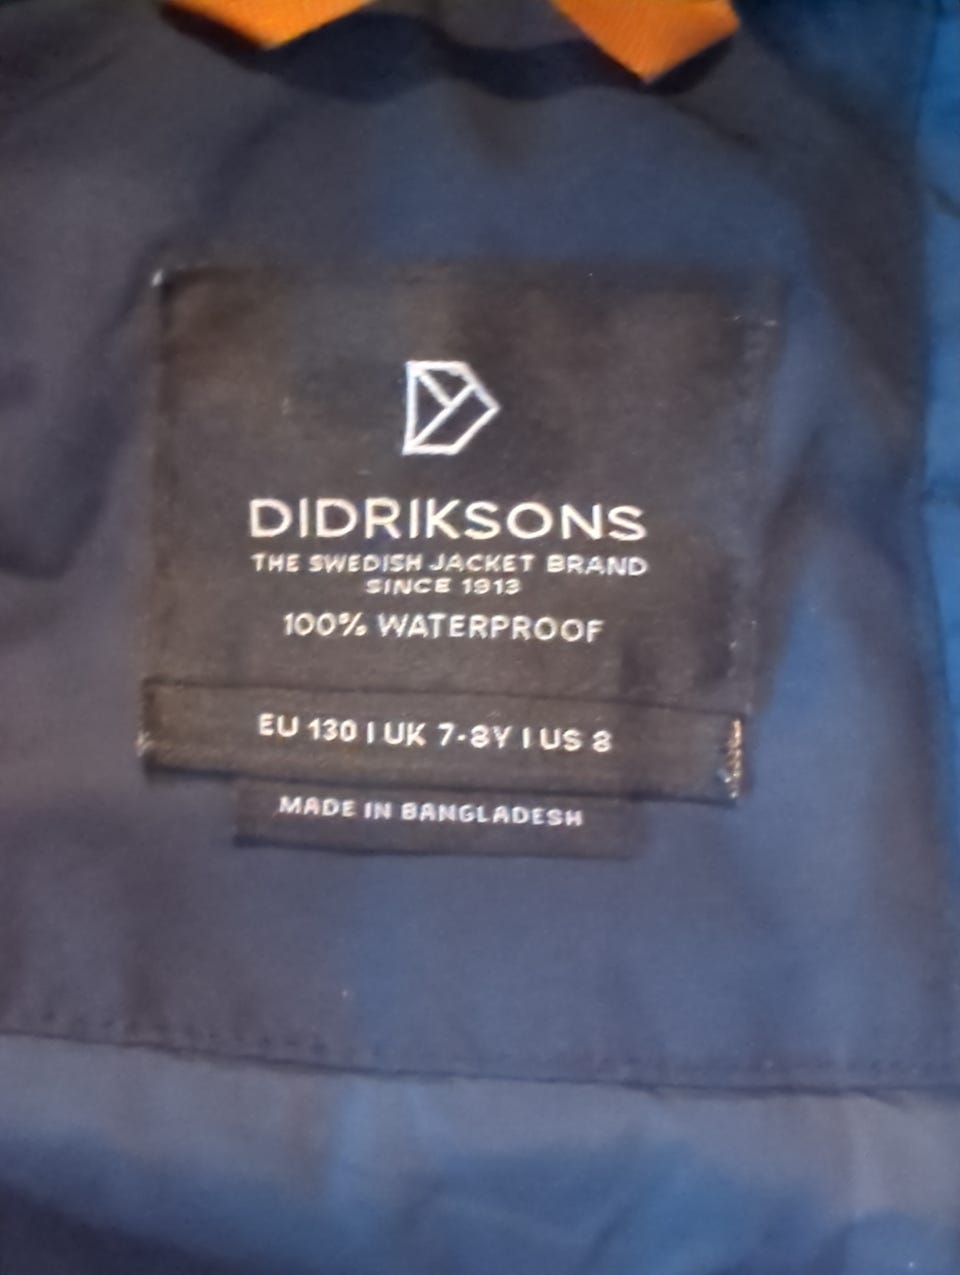 DIDRIKSONS
THE SWEDISH JACKET BRAND
SINCE 1913
100% WATERPROOF
EU 130 | UK 7-8Y | US 8
MADE IN BANGLADESH